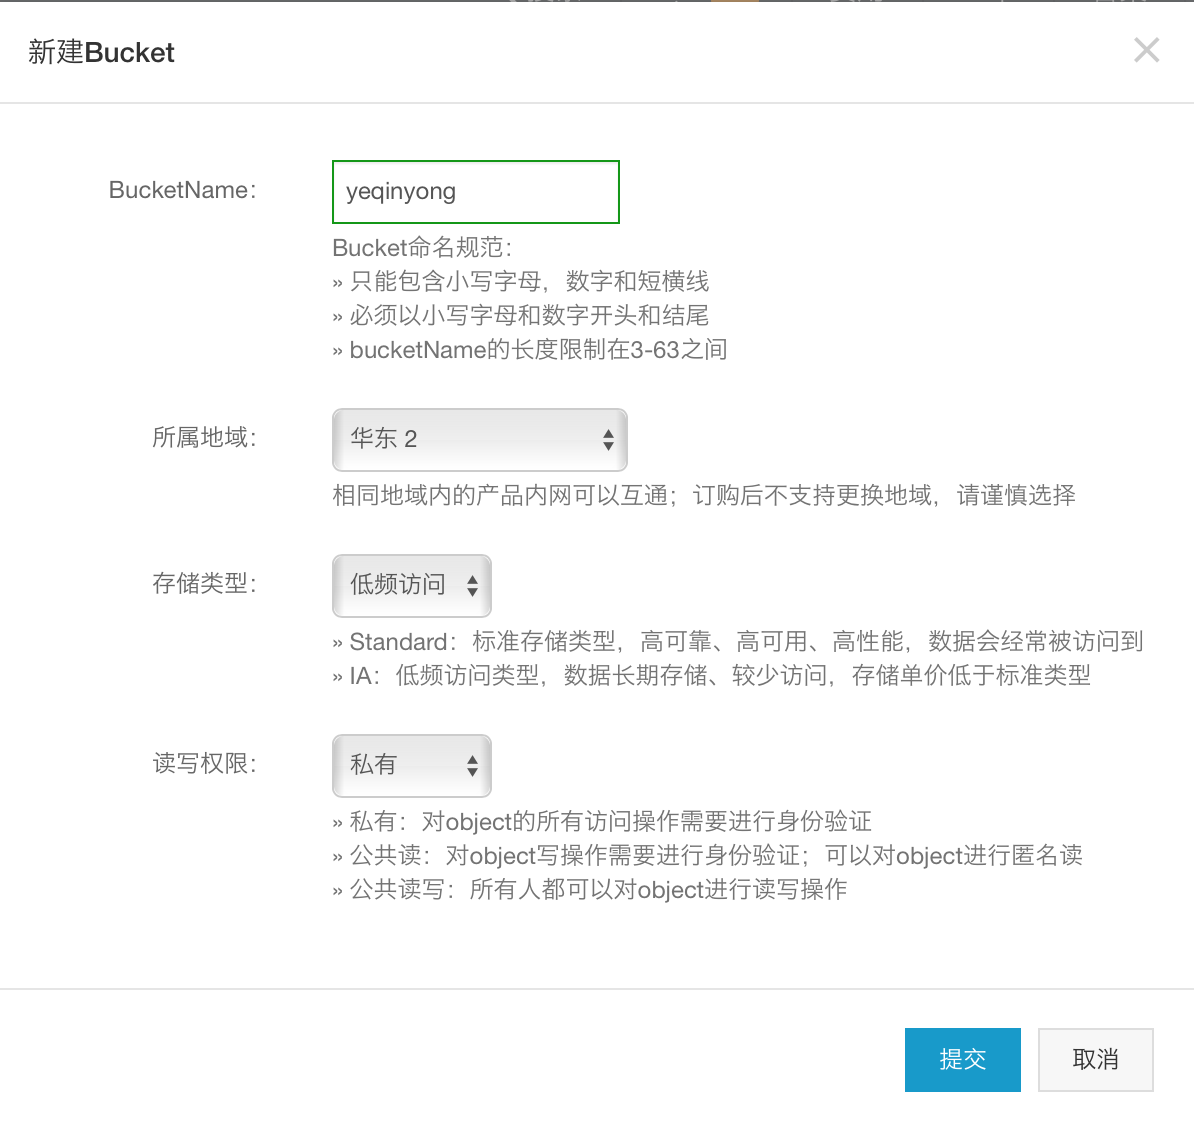 新建Bucket
BucketName：
yeqinyong
Bucket命名规范：
» 只能包含小写字母，数字和短横线
» 必须以小写字母和数字开头和结尾
» bucketName的长度限制在3-63之间
所属地域：
华东 2
相同地域内的产品内网可以互通；订购后不支持更换地域，请谨慎选择
存储类型：
低频访问
» Standard：标准存储类型，高可靠、高可用、高性能，数据会经常被访问到
» IA：低频访问类型，数据长期存储、较少访问，存储单价低于标准类型
读写权限：
私有
» 私有：对object的所有访问操作需要进行身份验证
» 公共读：对object写操作需要进行身份验证；可以对object进行匿名读
» 公共读写：所有人都可以对object进行读写操作
提交
取消